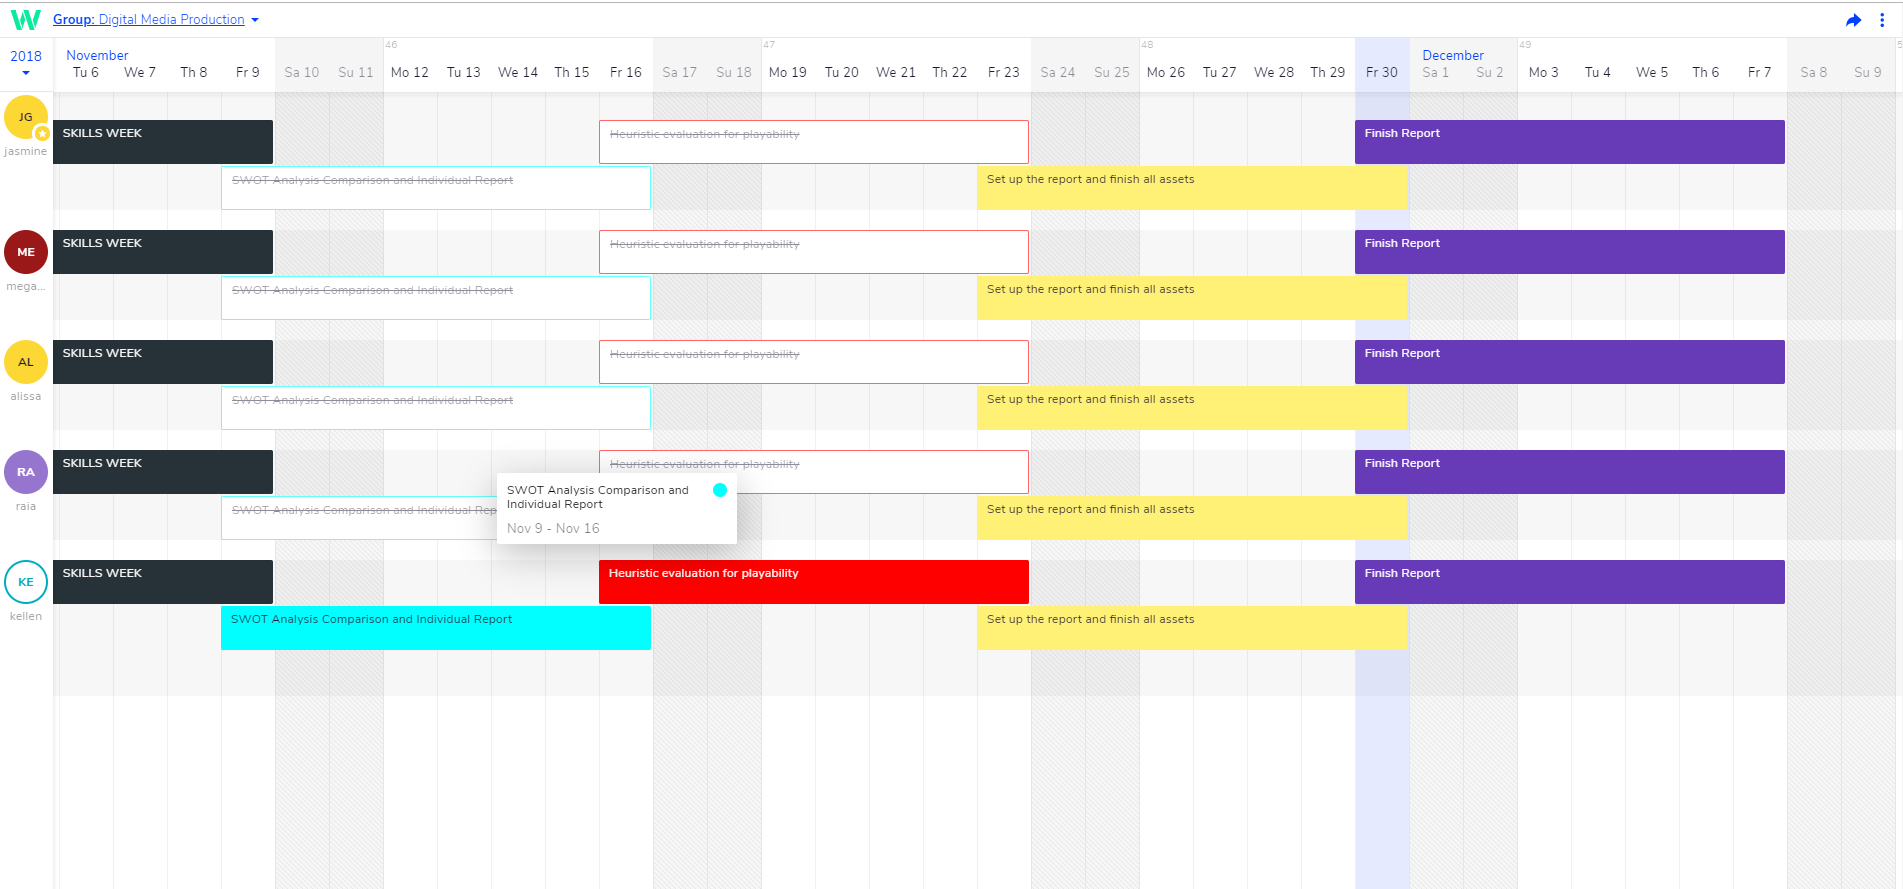 Group: Digital Media Production
2018
November
46
47
48
December
49
5
Tu 6 We 7 Th 8 Fr 9 Sa 10 Su 11 Mo 12 Tu 13 We 14 Th 15 Fr 16 Sa 17 Su 18 Mo 19 Tu 20 We 21 Th 22 Fr 23 Sa 24 Su 25 Mo 26 Tu 27 We 28 Th 29 Fr 30 Sa 1 Su 2 Mo 3 Tu 4 We 5 Th 6 Fr 7 Sa 8 Su 9
JG
jasmine
SKILLS WEEK
Heuristic evaluation for playability
Finish Report
SWOT Analysis Comparison and Individual Report
Set up the report and finish all assets
ME
mega...
SKILLS WEEK
Heuristic evaluation for playability
Finish Report
SWOT Analysis Comparison and Individual Report
Set up the report and finish all assets
AL
alissa
SKILLS WEEK
Heuristic evaluation for playability
Finish Report
SWOT Analysis Comparison and Individual Report
Set up the report and finish all assets
RA
raia
SKILLS WEEK
Heuristic evaluation for playability
Finish Report
SWOT Analysis Comparison and Individual Rep
Set up the report and finish all assets
SWOT Analysis Comparison and
Individual Report
Nov 9 - Nov 16
KE
kellen
SKILLS WEEK
Heuristic evaluation for playability
Finish Report
SWOT Analysis Comparison and Individual Report
Set up the report and finish all assets